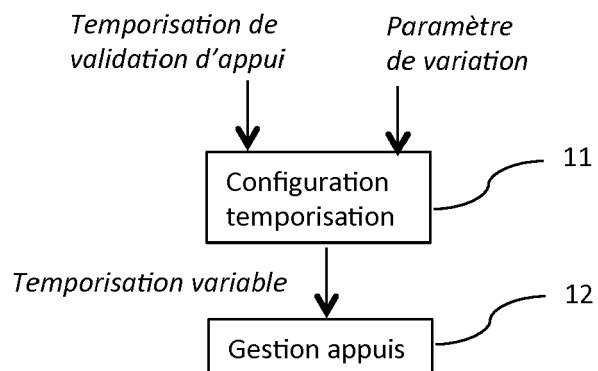 Temporisation de
validation d’appui
Paramètre
de variation
Configuration
temporisation
11
Temporisation variable
12
Gestion appuis